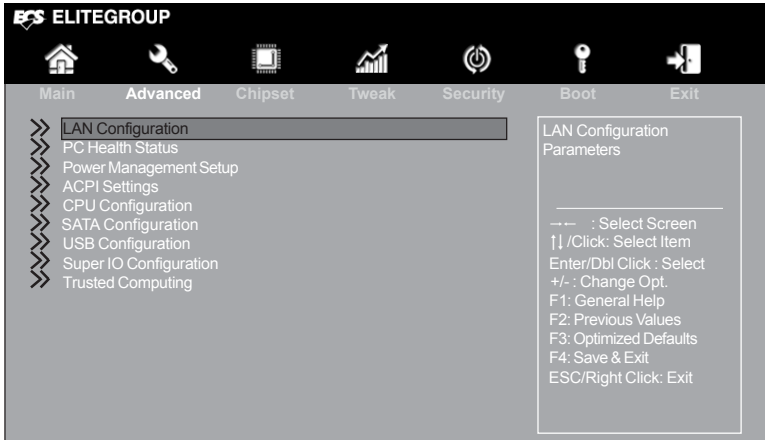 ECS ELITEGROUP
Main Advanced Chipset Tweak Security Boot Exit
LAN Configuration
PC Health Status
Power Management Setup
ACPI Settings
CPU Configuration
SATA Configuration
USB Configuration
Super IO Configuration
Trusted Computing
LAN Configuration
Parameters
→← : Select Screen
↑↓/Click: Select Item
Enter/Dbl Click : Select
+/- : Change Opt.
F1: General Help
F2: Previous Values
F3: Optimized Defaults
F4: Save & Exit
ESC/Right Click: Exit